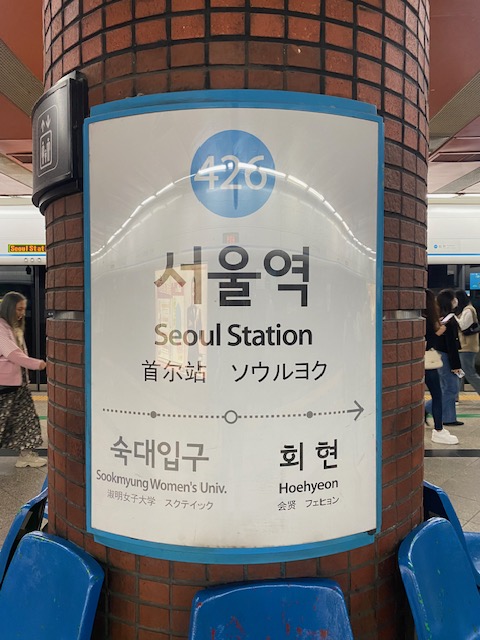 426
서울역
Seoul Station
首尔站 ソウルヨク
숙대입구 회현
Sookmyung Women's Univ. Hoehyeon
淑明女子大学 スクテイック 会贤 フェヒョン
Seoul Stat